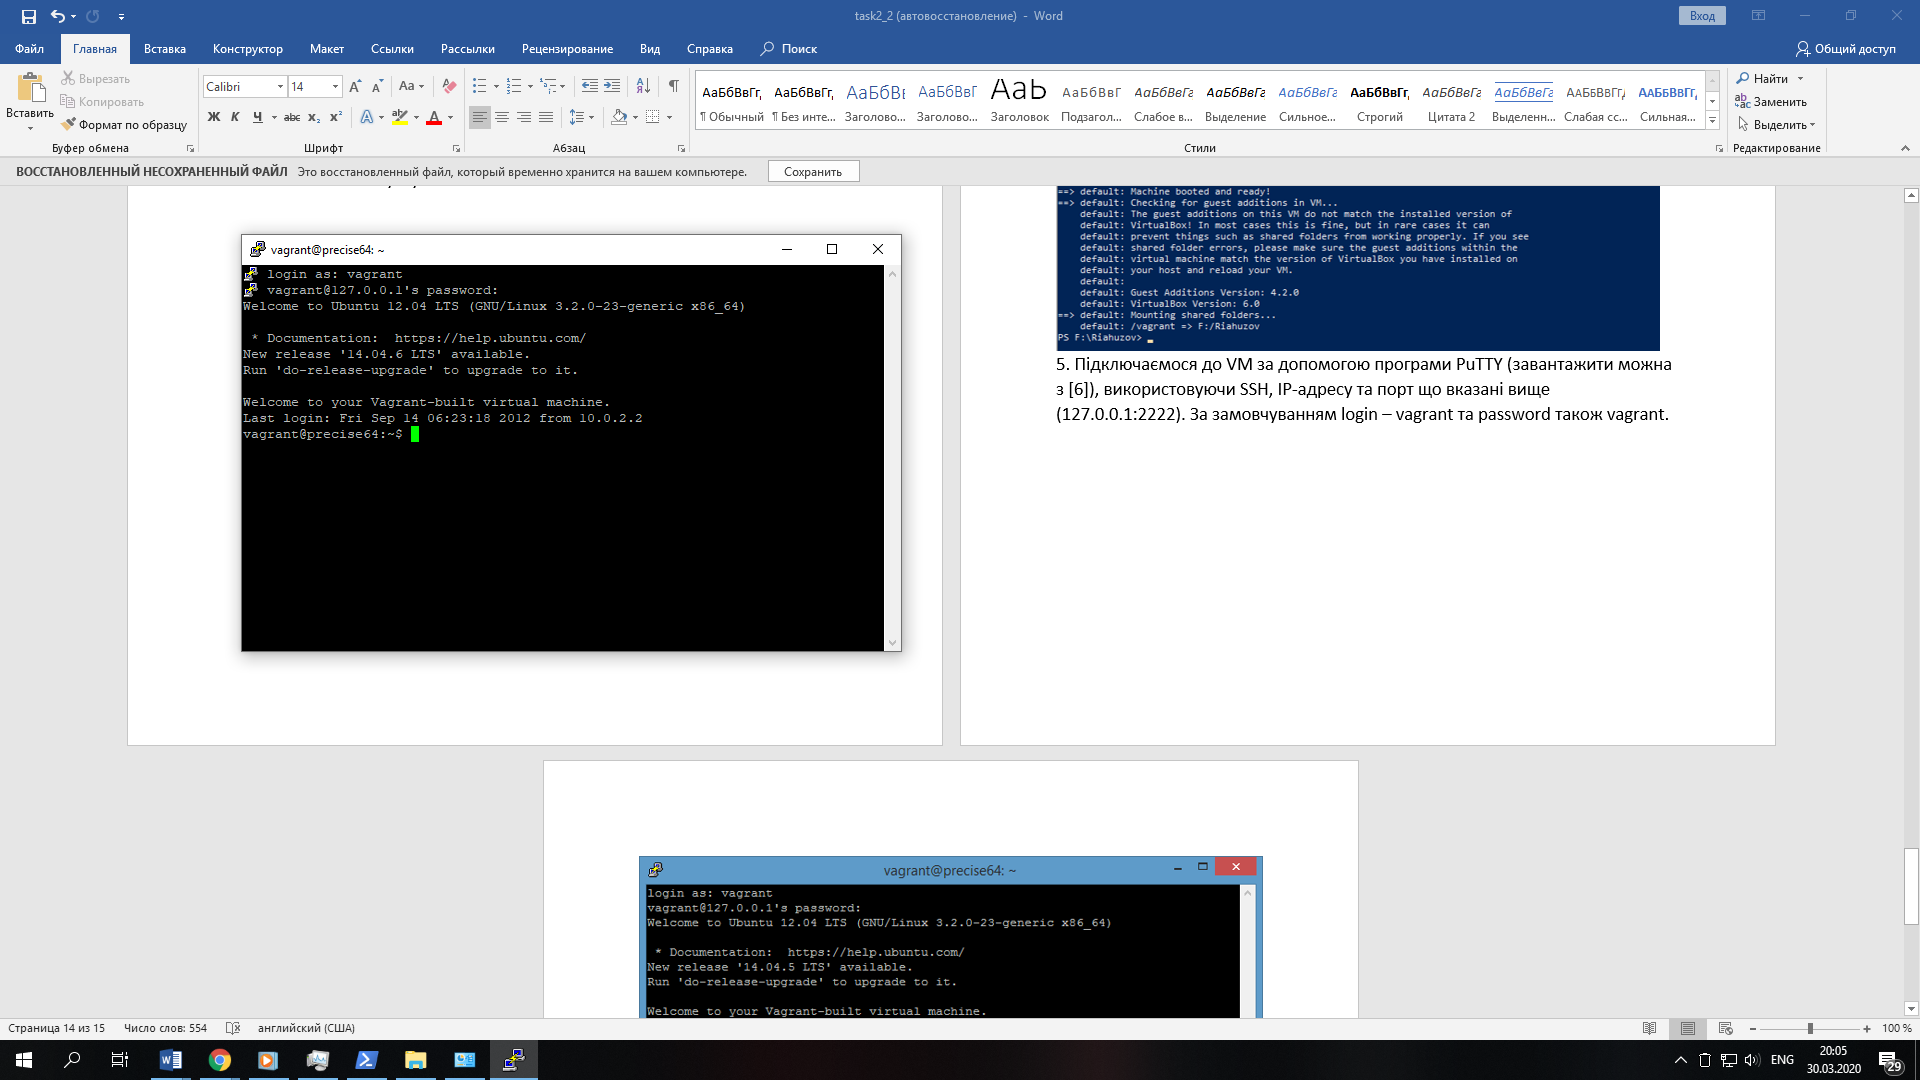 task2_2 (автовосстановление) - Word
Вход
Файл Главная Вставка Конструктор Макет Ссылки Рассылки Рецензирование Вид Справка Поиск Общий доступ
Вставить
Вырезать
Копировать
Формат по образцу
Буфер обмена
Calibri 14
Шрифт
Абзац
АаБбВвГг, АаБбВвГг, АаБбВв АаБбВвГ Ааb АаБбВвГ АаБбВвГг АаБбВвГг АаБбВвГг АаБбВвГг, АаБбВвГг АаБбВвГг АаБбВвГг АаБбВвГг,
¶ Обычный ¶ Без инте... Заголово... Заголово... Заголовок Подзагол... Слабое в... Выделение Сильное... Строгий Цитата 2 Выделенн... Слабая сс... Сильная...
Стили
Найти
Заменить
Выделить
Редактирование
ВОССТАНОВЛЕННЫЙ НЕСОХРАНЕННЫЙ ФАЙЛ Это восстановленный файл, который временно хранится на вашем компьютере. Сохранить
vagrant@precise64: ~
login as: vagrant
vagrant@127.0.0.1's password:
Welcome to Ubuntu 12.04 LTS (GNU/Linux 3.2.0-23-generic x86_64)
* Documentation: https://help.ubuntu.com/
New release '14.04.6 LTS' available.
Run 'do-release-upgrade' to upgrade to it.
Welcome to your Vagrant-built virtual machine.
Last login: Fri Sep 14 06:23:18 2012 from 10.0.2.2
vagrant@precise64:~$
==> default: Machine booted and ready!
==> default: Checking for guest additions in VM...
default: The guest additions on this VM do not match the installed version of
default: VirtualBox! In most cases this is fine, but in rare cases it can
default: prevent things such as shared folders from working properly. If you see
default: shared folder errors, please make sure the guest additions within the
default: virtual machine match the version of VirtualBox you have installed on
default: your host and reload your VM.
default:
default: Guest Additions Version: 4.2.0
default: VirtualBox Version: 6.0
==> default: Mounting shared folders...
default: /vagrant => F:/Riahuzov
PS F:\Riahuzov>
5. Підключаємося до VM за допомогою програми PuTTY (завантажити можна
з [6]), використовуючи SSH, IP-адресу та порт що вказані вище
(127.0.0.1:2222). За замовчуванням login – vagrant та password також vagrant.
vagrant@precise64: ~
login as: vagrant
vagrant@127.0.0.1's password:
Welcome to Ubuntu 12.04 LTS (GNU/Linux 3.2.0-23-generic x86_64)
* Documentation: https://help.ubuntu.com/
New release '14.04.5 LTS' available.
Run 'do-release-upgrade' to upgrade to it.
Welcome to your Vagrant-built virtual machine.
Страница 14 из 15 Число слов: 554 английский (США) 100 %
ENG 20:05
30.03.2020
29